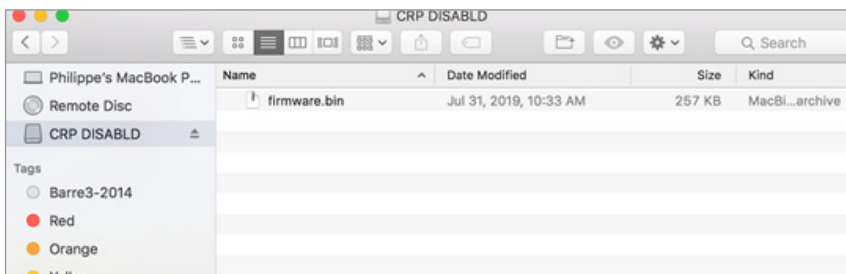 CRP DISABLD
Search
Philippe's MacBook P...
Remote Disc
CRP DISABLD
Tags
Barre3-2014
Red
Orange
Name Date Modified Size Kind
firmware.bin Jul 31, 2019, 10:33 AM 257 KB MacBi...archive